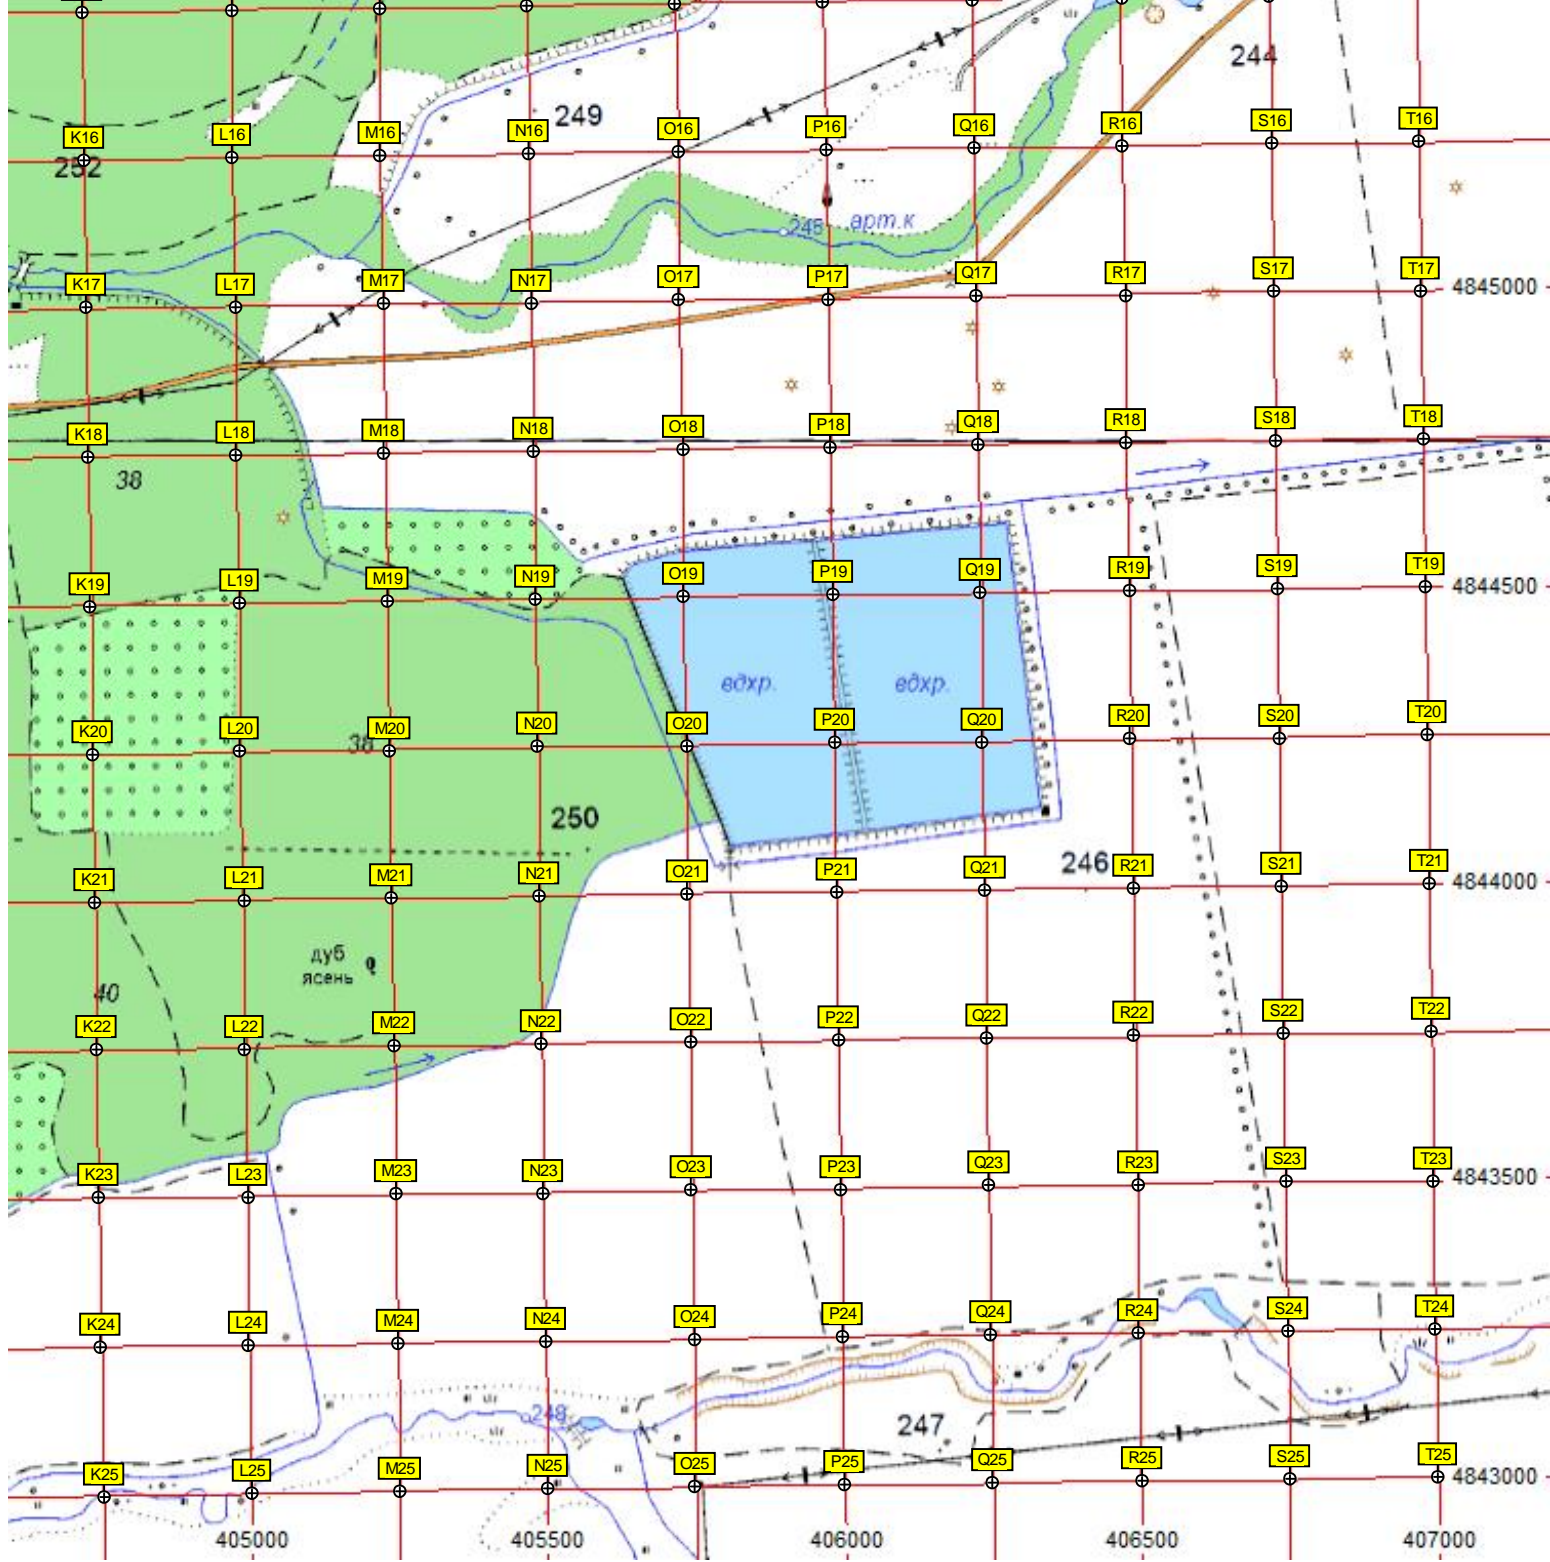 244
249
K16 L16 M16 N16 O16 P16 Q16 R16 S16 T16
252
245 арт.к
K17 L17 M17 N17 O17 P17 Q17 R17 S17 T17
4845000
K18 L18 M18 N18 O18 P18 Q18 R18 S18 T18
38
K19 L19 M19 N19 O19 P19 Q19 R19 S19 T19
4844500
вдхр. вдхр.
K20 L20 M20 N20 O20 P20 Q20 R20 S20 T20
38
250
246
K21 L21 M21 N21 O21 P21 Q21 R21 S21 T21
4844000
дуб
ясень
40
K22 L22 M22 N22 O22 P22 Q22 R22 S22 T22
K23 L23 M23 N23 O23 P23 Q23 R23 S23 T23
4843500
K24 L24 M24 N24 O24 P24 Q24 R24 S24 T24
248
247
K25 L25 M25 N25 O25 P25 Q25 R25 S25 T25
4843000
405000 405500 406000 406500 407000